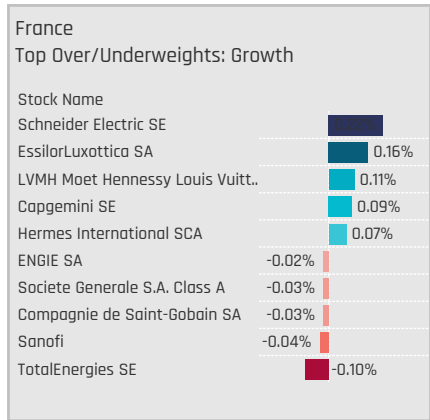 France
Top Over/Underweights: Growth
Stock Name
Schneider Electric SE
EssilorLuxottica SA 0.16%
LVMH Moet Hennessy Louis Vuitt.. 0.11%
Capgemini SE 0.09%
Hermes International SCA 0.07%
ENGIE SA -0.02%
Societe Generale S.A. Class A -0.03%
Compagnie de Saint-Gobain SA -0.03%
Sanofi -0.04%
TotalEnergies SE -0.10%